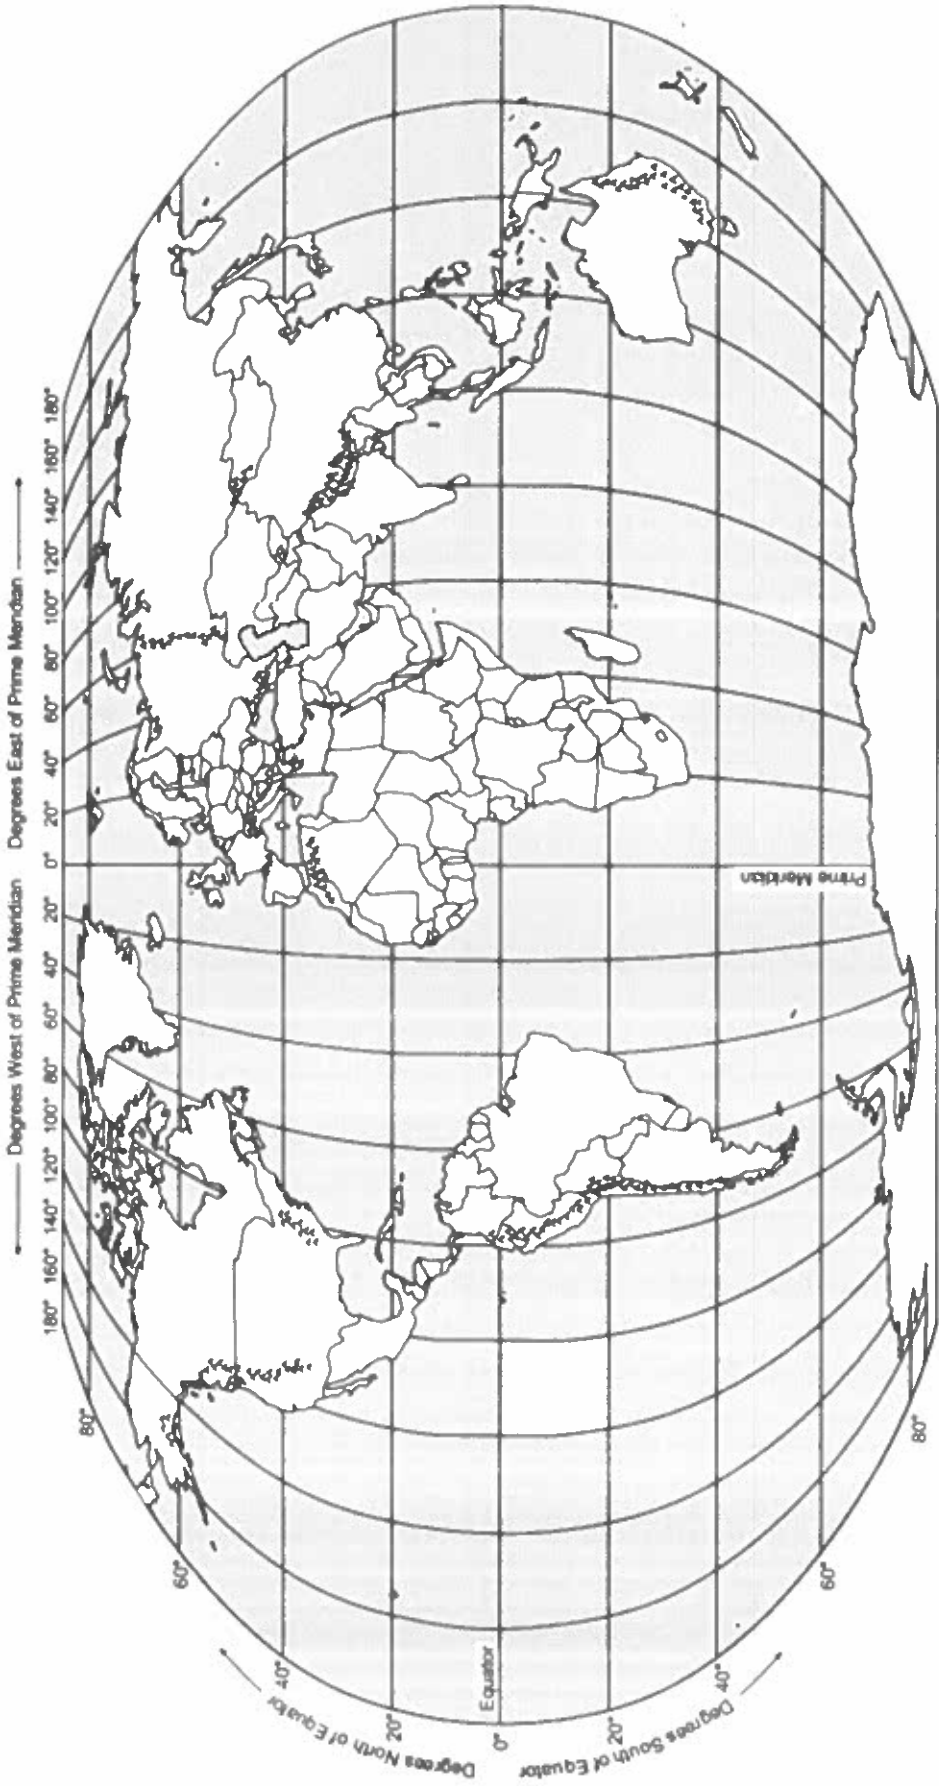 Degrees West of Prime Meridian Degrees East of Prime Meridian
180° 160° 140° 120° 100° 80° 60° 40° 20° 0° 20° 40° 60° 80° 100° 120° 140° 160° 180°
80°
60°
40°
20°
0°
20°
40°
60°
80°
Degrees North of Equator
Equator
Degrees South of Equator
Prime Meridian